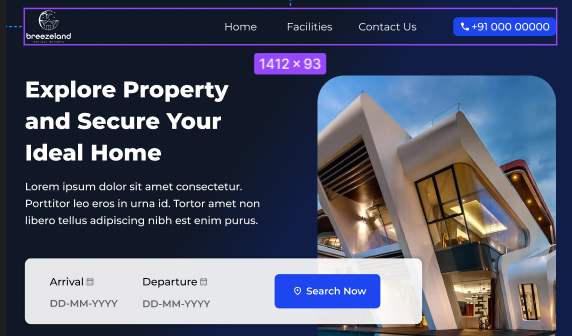 breezeland
Home
Facilities
Contact Us
+91 000 00000
1412 × 93
Explore Property
and Secure Your
Ideal Home
Lorem ipsum dolor sit amet consectetur.
Porttitor leo eros in urna id. Tortor amet non
libero tellus adipiscing nibh est enim purus.
Arrival
Departure
DD-MM-YYYY
DD-MM-YYYY
Search Now